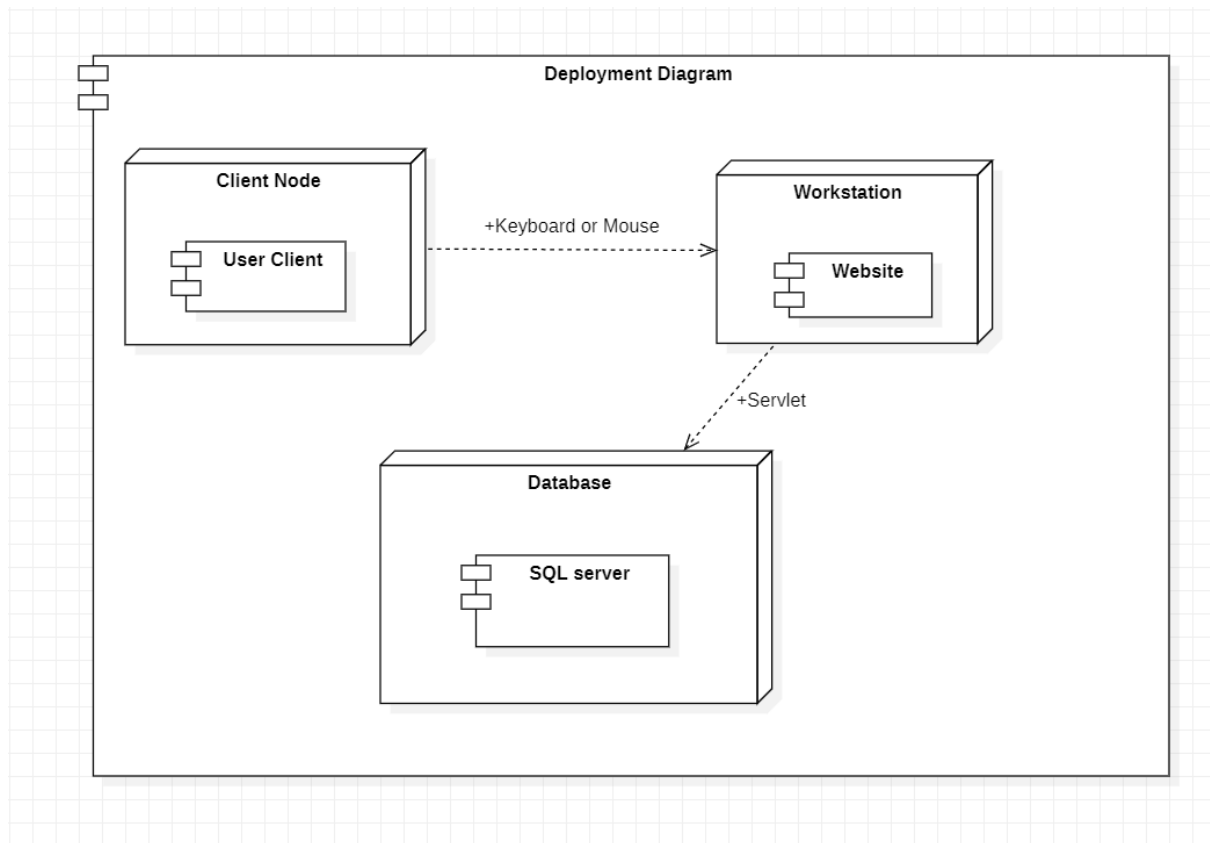 Deployment Diagram
Client Node
User Client
+Keyboard or Mouse
Workstation
Website
+Servlet
Database
SQL server